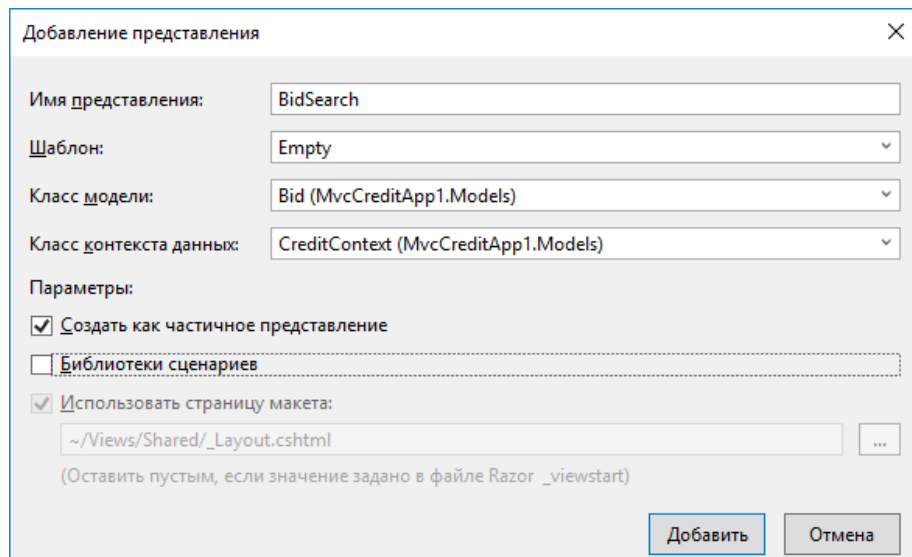 Добавление представления
Имя представления: BidSearch
Шаблон: Empty
Класс модели: Bid (MvcCreditApp1.Models)
Класс контекста данных: CreditContext (MvcCreditApp1.Models)
Параметры:
Создать как частичное представление
Библиотеки сценариев
Использовать страницу макета:
~/Views/Shared/_Layout.cshtml ...
(Оставить пустым, если значение задано в файле Razor _viewstart)
Добавить Отмена